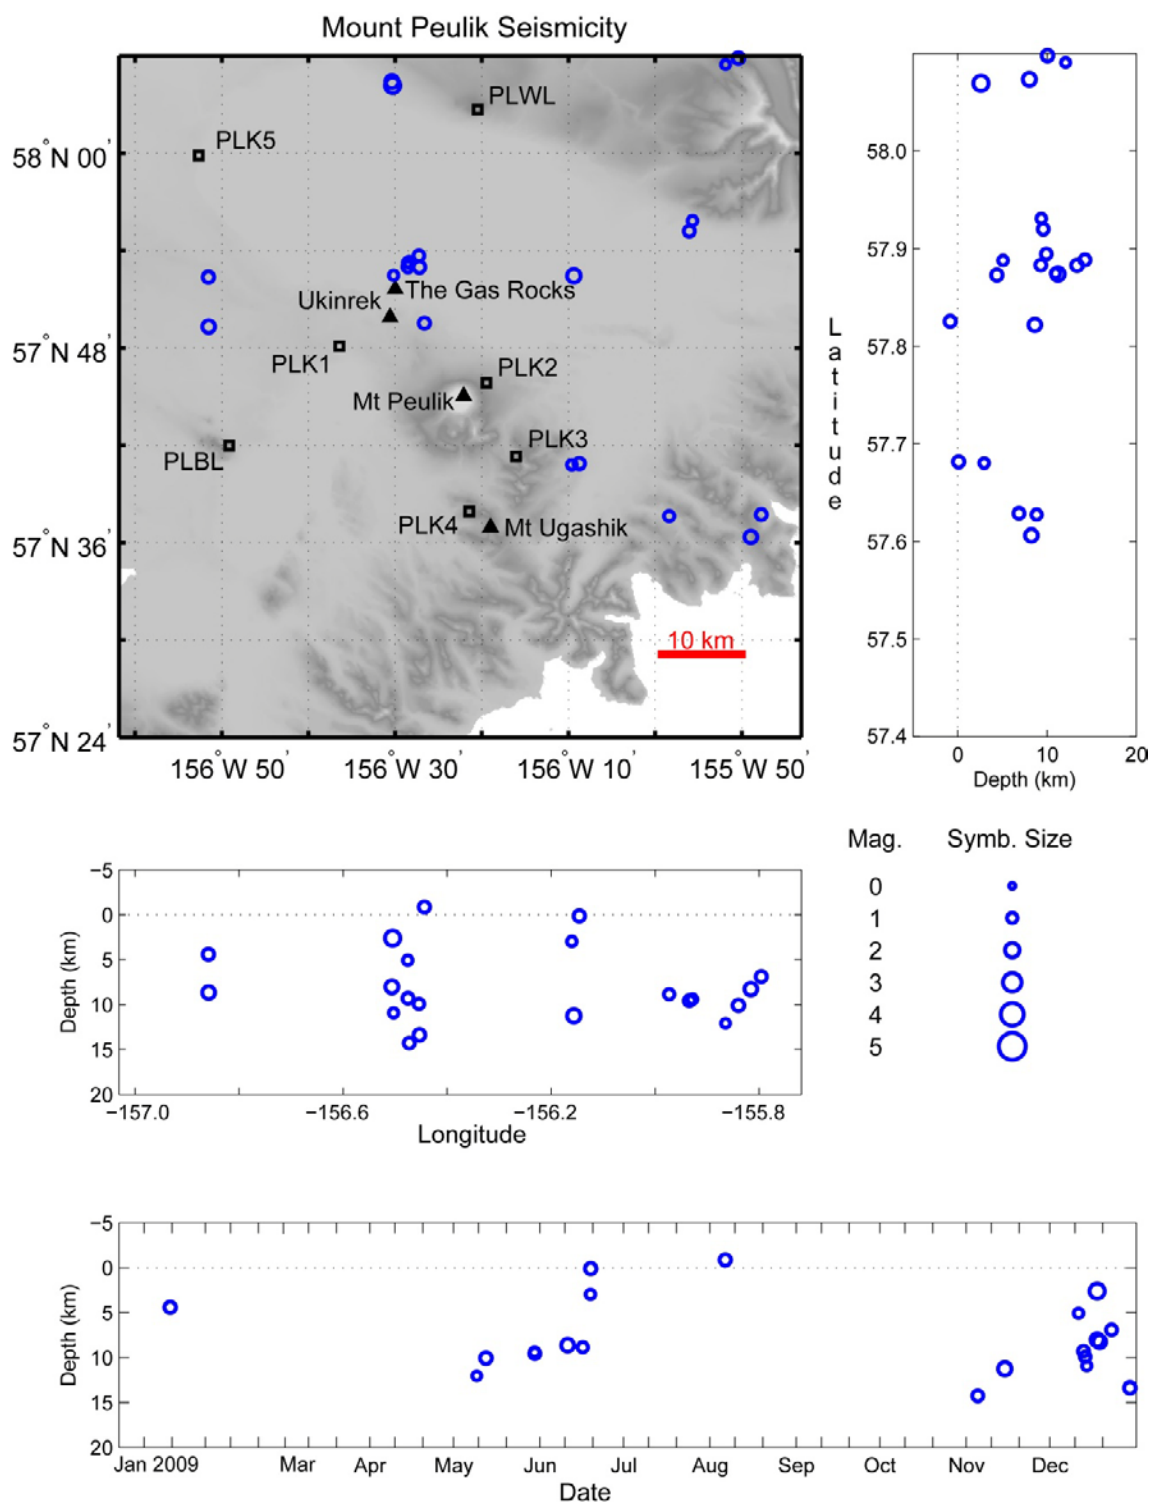 Mount Peulik Seismicity
PLWL
PLK5
58°N 00'
The Gas Rocks
Ukinrek
57°N 48'
PLK1
PLK2
Mt Peulik
PLK3
PLBL
PLK4
Mt Ugashik
57°N 36'
10 km
57°N 24'
156°W 50'
156°W 30'
156°W 10'
155°W 50'
58.0
57.9
57.8
57.7
57.6
57.5
57.4
Latitude
0
10
20
Depth (km)
Mag.
Symb. Size
0
1
2
3
4
5
−5
0
5
10
15
20
Depth (km)
−157.0
−156.6
−156.2
−155.8
Longitude
−5
0
5
10
15
20
Depth (km)
Jan 2009
Mar
Apr
May
Jun
Jul
Aug
Sep
Oct
Nov
Dec
Date